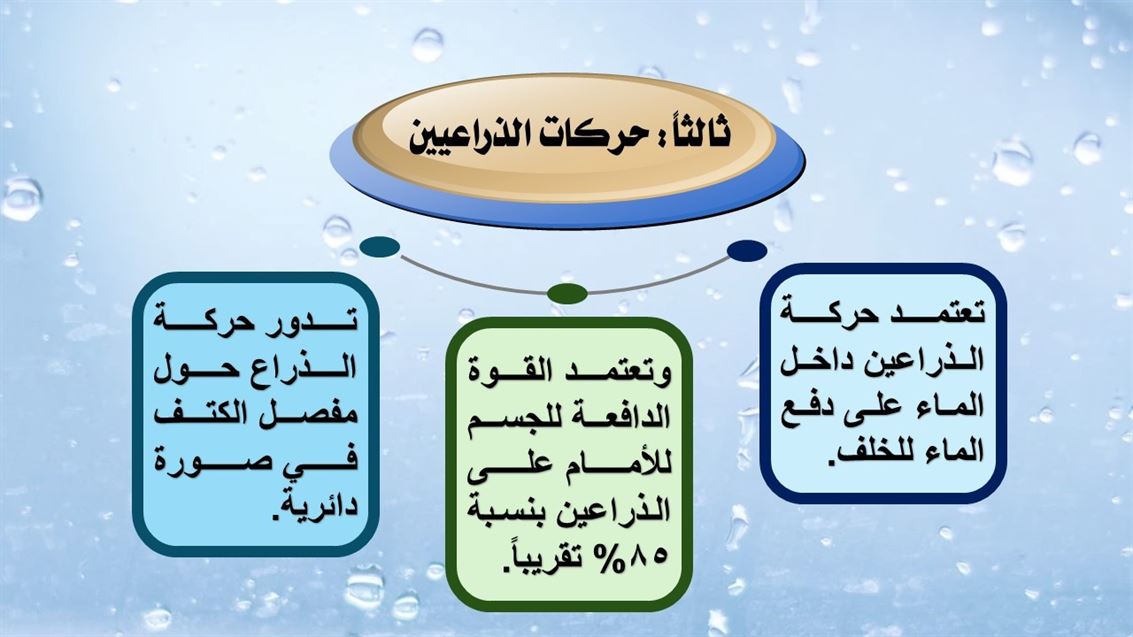 ثالثاً : حركات الذراعيين
تعتمد حركة
الذراعين داخل
الماء على دفع
الماء للخلف.
وتعتمد القوة
الدافعة للجسم
للأمام على
الذراعين بنسبة
٨٥% تقريباً.
تدور حركة
الذراع حول
مفصل الكتف
في صورة
دائرية.